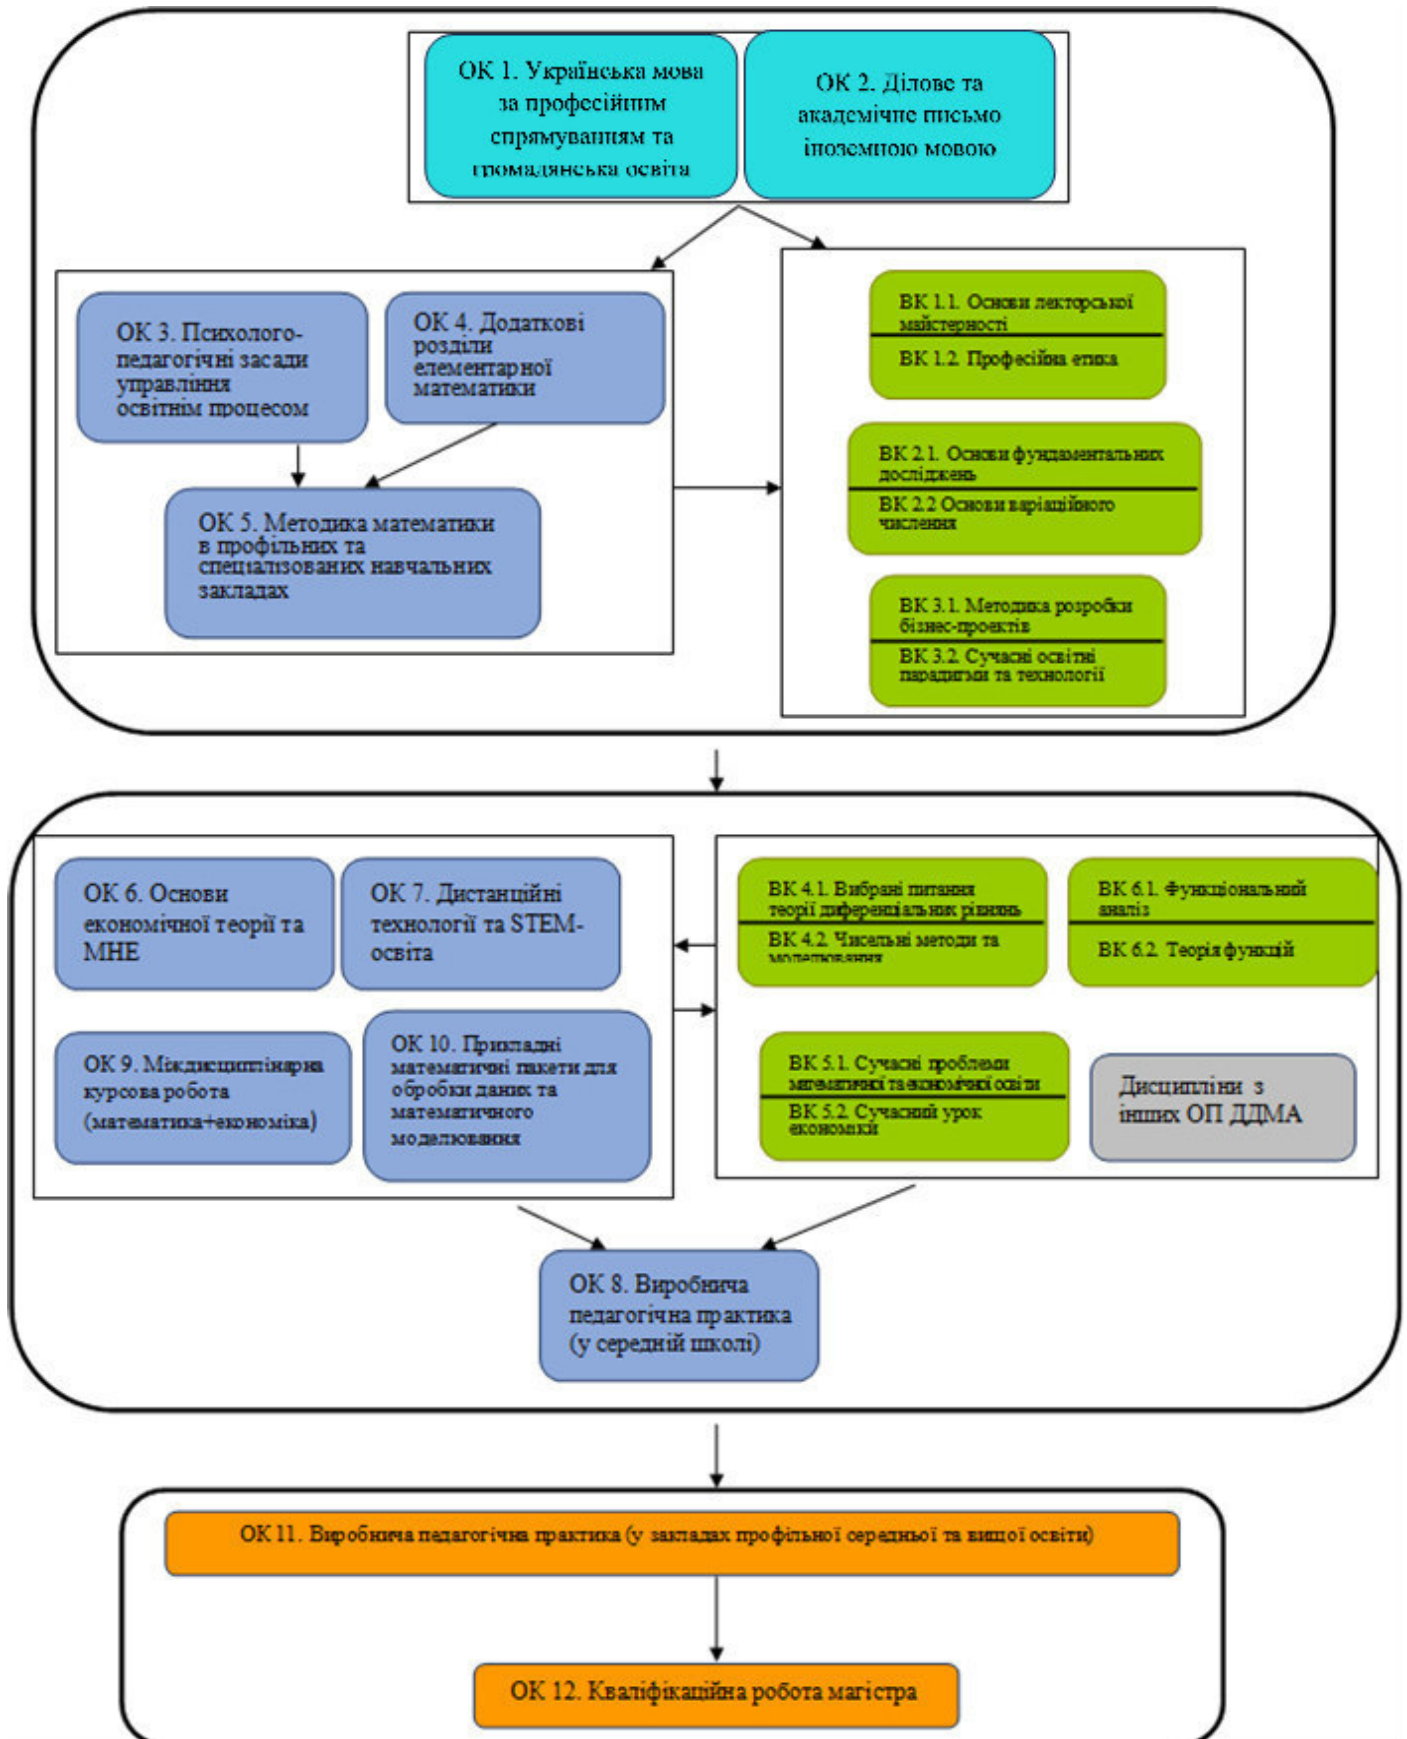 ОК 1. Українська мова
за професійним
спрямуванням та
громадянська освіта
ОК 2. Ділове та
академічне письмо
іноземною мовою
ОК 3. Психолого-
педагогічні засади
управління
освітнім процесом
ОК 4. Додаткові
розділи
елементарної
математики
ОК 5. Методика математики
в профільних та
спеціалізованих навчальних
закладах
ВК 1.1. Основи лекторської
майстерності
ВК 1.2. Професійна етика
ВК 2.1. Основи фундаментальних
досліджень
ВК 2.2 Основи варіаційного
числення
ВК 3.1. Методика розробки
бізнес-проектів
ВК 3.2. Сучасні освітні
парадигми та технології
ОК 6. Основи
економічної теорії та
МНЕ
ОК 7. Дистанційні
технології та STEM-
освіта
ОК 9. Міждисциплінарна
курсова робота
(математика+економіка)
ОК 10. Прикладні
математичні пакети для
обробки даних та
математичного
моделювання
ВК 4.1. Вибрані питання
теорії диференціальних рівнянь
ВК 4.2. Чисельні методи та
моделювання
ВК 6.1. Функціональний
аналіз
ВК 6.2. Теорія функцій
ВК 5.1. Сучасні проблеми
математичної та економічної освіти
ВК 5.2. Сучасний урок
економіки
Дисципліни з
інших ОП ДДМА
ОК 8. Виробнича
педагогічна практика
(у середній школі)
ОК 11. Виробнича педагогічна практика (у закладах профільної середньої та вищої освіти)
ОК 12. Кваліфікаційна робота магістра